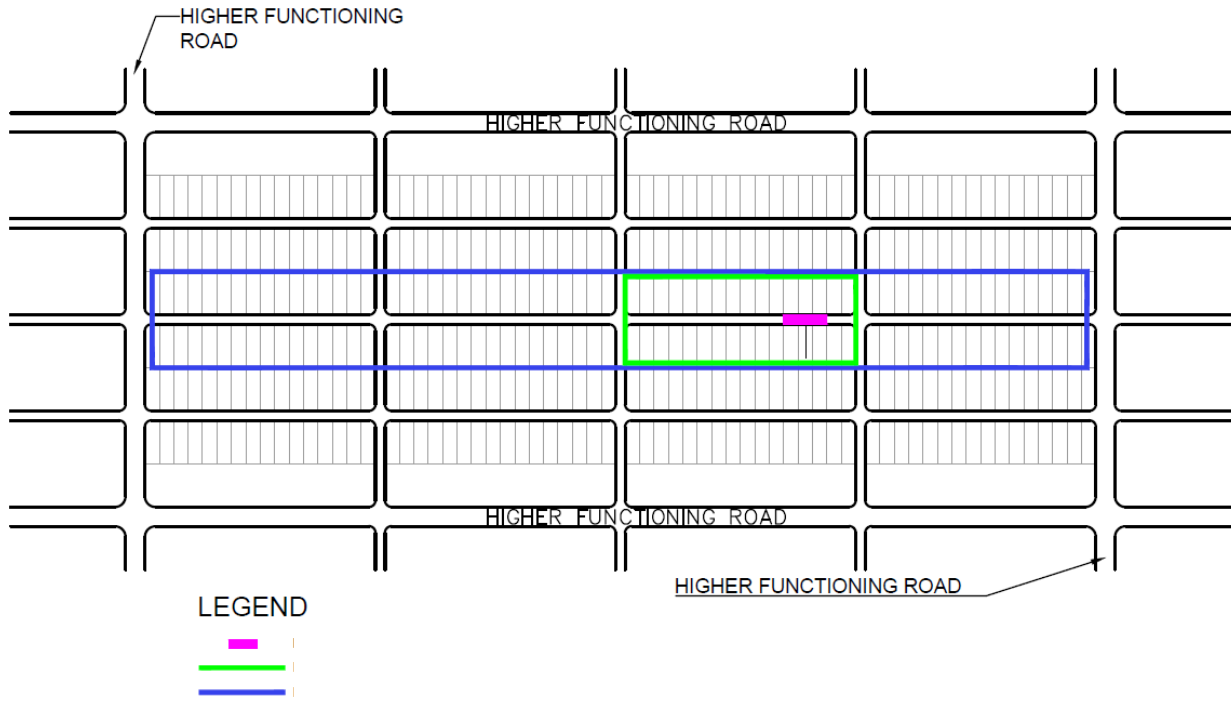 HIGHER FUNCTIONING
ROAD
HIGHER FUNCTIONING ROAD
HIGHER FUNCTIONING ROAD
HIGHER FUNCTIONING ROAD
LEGEND